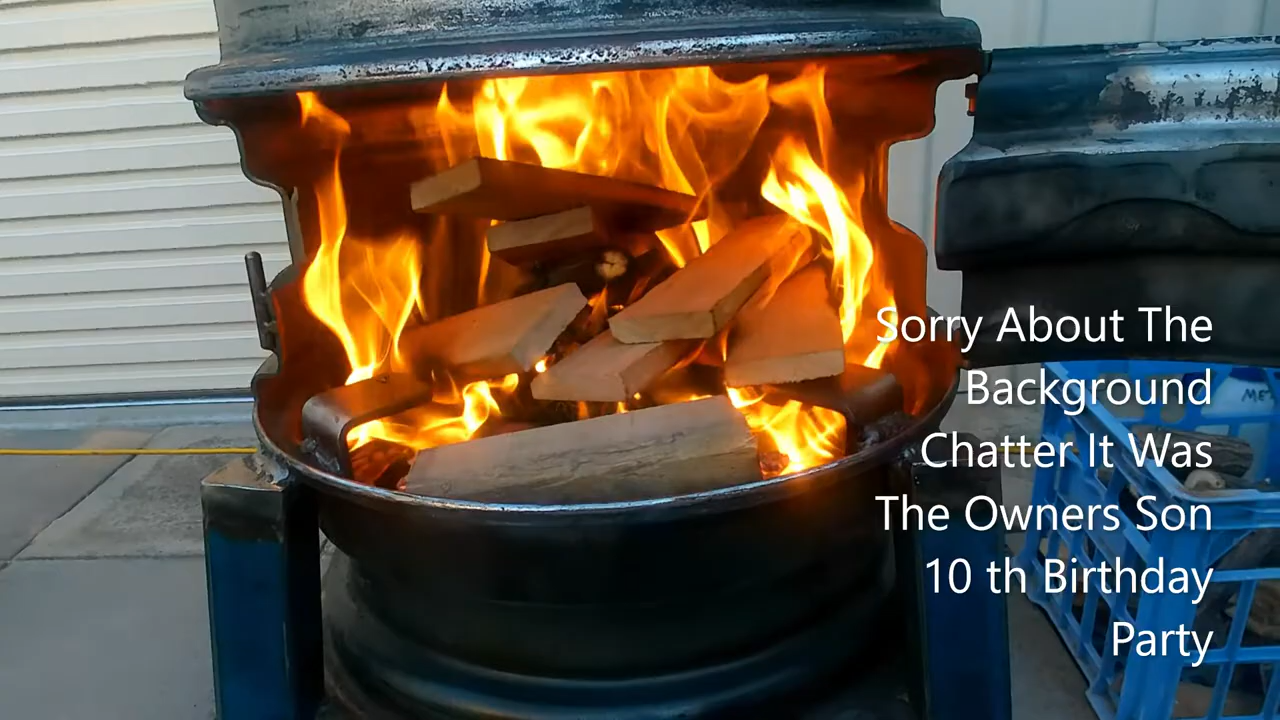 Sorry About The
Background
Chatter It Was
The Owners Son
10 th Birthday
Party